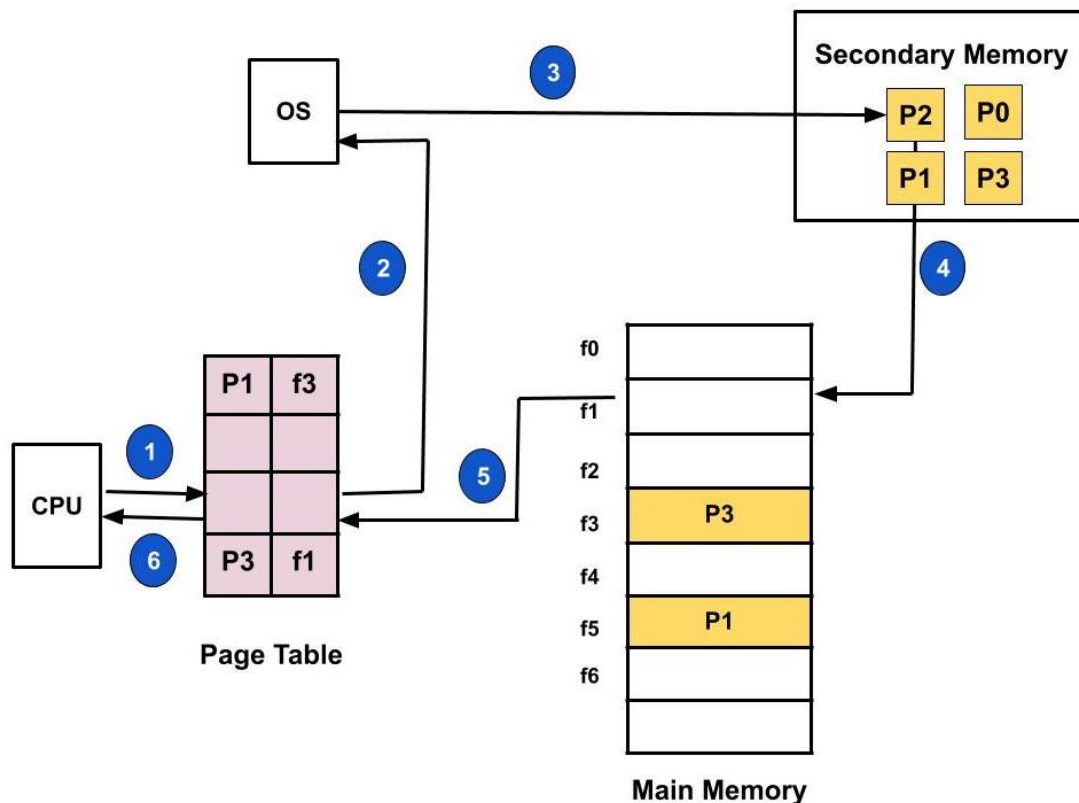 Secondary Memory
3
OS
P2
P0
P1
P3
2
4
f0
P1 f3
f1
1
5
f2
CPU
f3
P3
6
P3 f1
f4
f5
P1
Page Table
f6
Main Memory